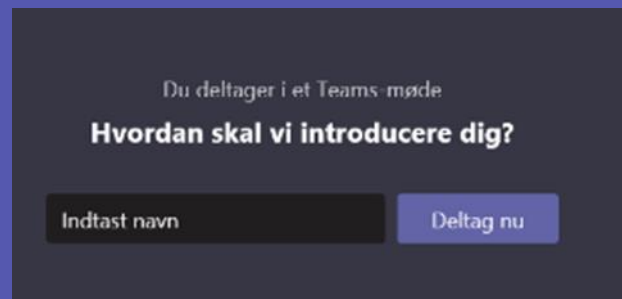 Du deltager i et Teams-møde
Hvordan skal vi introducere dig?
Indtast navn
Deltag nu